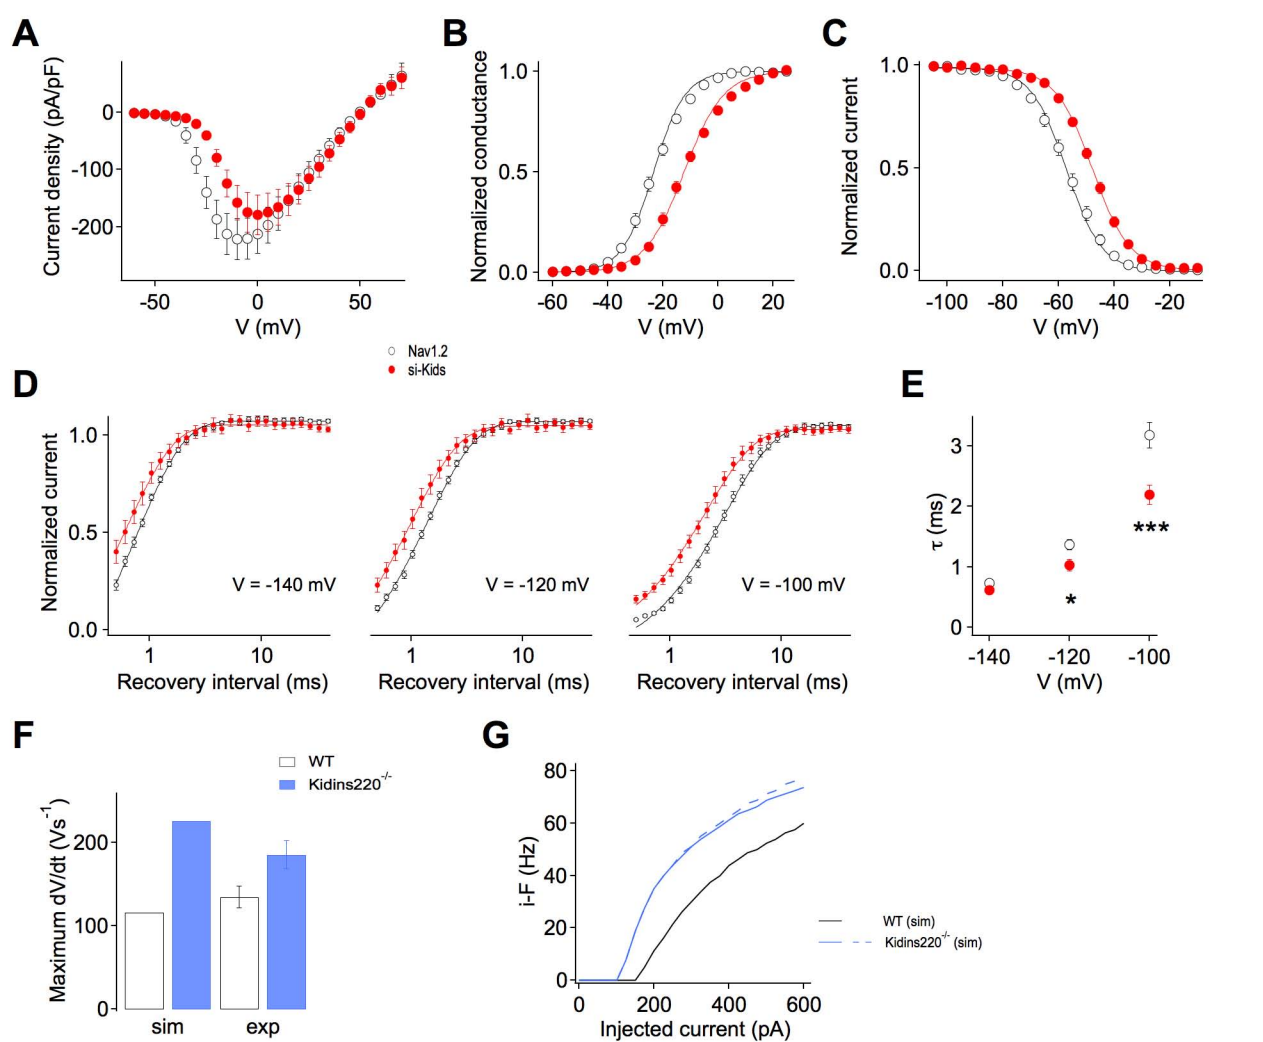 A
B
C
Current density (pA/pF)
0
-100
-200
-50
0
50
V (mV)
Normalized conductance
1.0
0.5
0.0
-60
-40
-20
0
20
V (mV)
Normalized current
1.0
0.5
0.0
-100
-80
-60
-40
-20
V (mV)
Nav1.2
si-Kids
D
E
Normalized current
1.0
0.5
0.0
V = -140 mV
1
10
Recovery interval (ms)
V = -120 mV
1
10
Recovery interval (ms)
V = -100 mV
1
10
Recovery interval (ms)
τ (ms)
3
2
1
0
***
*
-140
-120
-100
V (mV)
F
G
WT
Kidins220-/-
Maximum dV/dt (Vs-1)
200
100
0
sim
exp
i-F (Hz)
80
60
40
20
0
0
200
400
600
Injected current (pA)
WT (sim)
Kidins220-/- (sim)